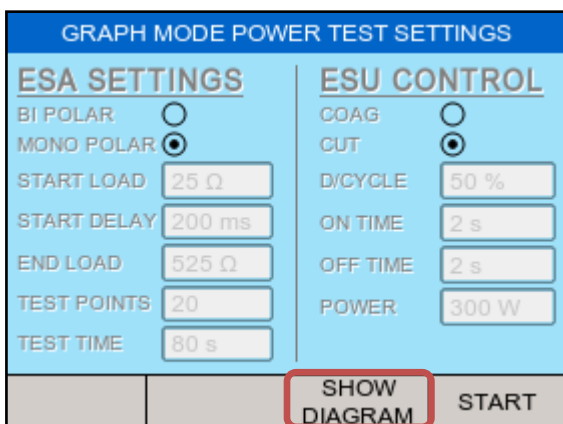 GRAPH MODE POWER TEST SETTINGS
ESA SETTINGS
BI POLAR
MONO POLAR
START LOAD 25 Ω
START DELAY 200 ms
END LOAD 525 Ω
TEST POINTS 20
TEST TIME 80 s
ESU CONTROL
COAG
CUT
D/CYCLE 50 %
ON TIME 2 s
OFF TIME 2 s
POWER 300 W
SHOW
DIAGRAM
START